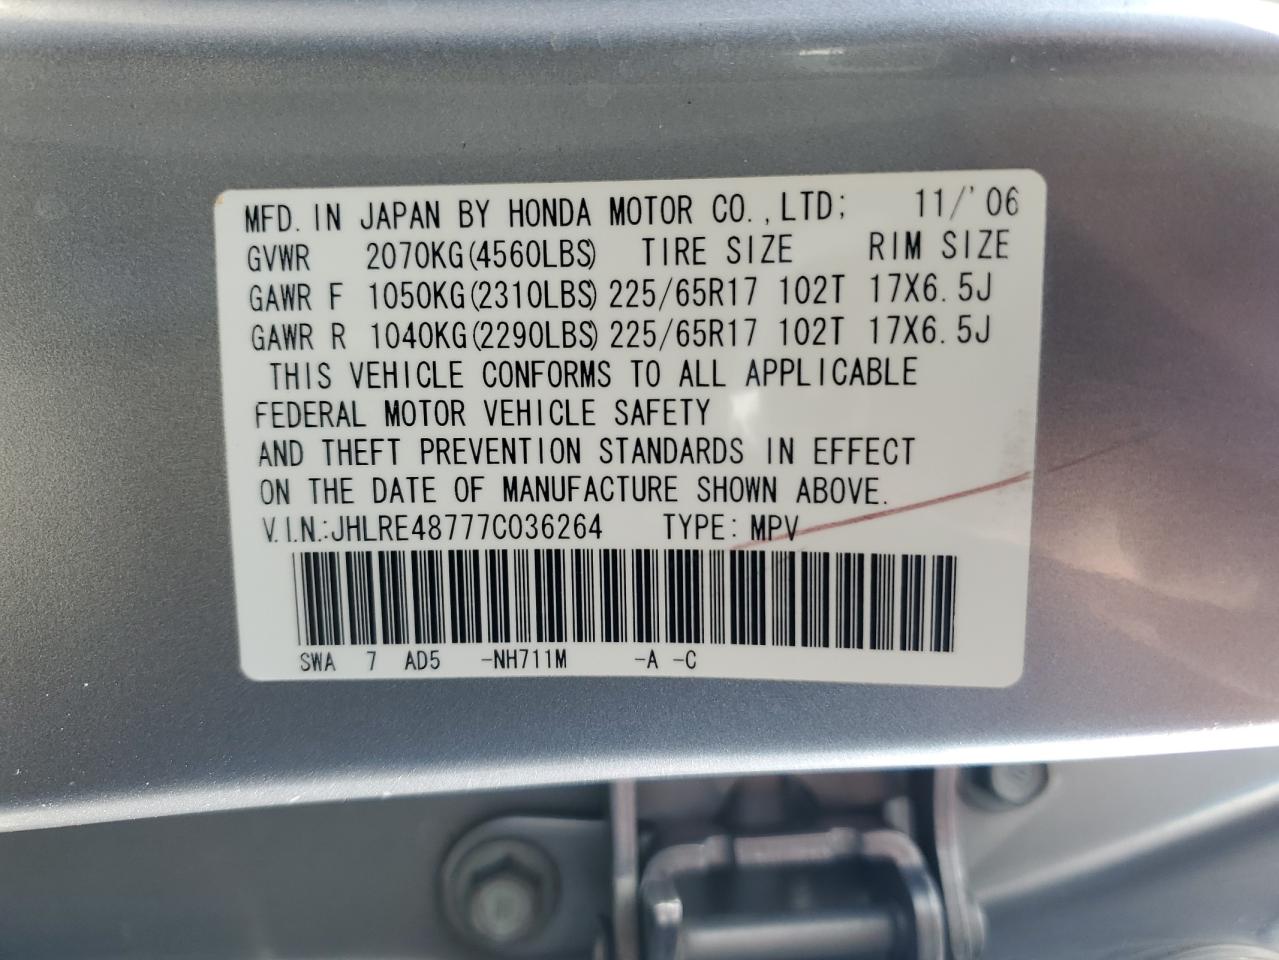 MFD. IN JAPAN BY HONDA MOTOR CO.,LTD; 11/'06
GVWR 2070KG(4560LBS) TIRE SIZE RIM SIZE
GAWR F 1050KG(2310LBS) 225/65R17 102T 17X6.5J
GAWR R 1040KG(2290LBS) 225/65R17 102T 17X6.5J
THIS VEHICLE CONFORMS TO ALL APPLICABLE
FEDERAL MOTOR VEHICLE SAFETY
AND THEFT PREVENTION STANDARDS IN EFFECT
ON THE DATE OF MANUFACTURE SHOWN ABOVE.
V.I.N.:JHLRE48777C036264 TYPE: MPV
SWA 7 AD5 -NH711M -A -C